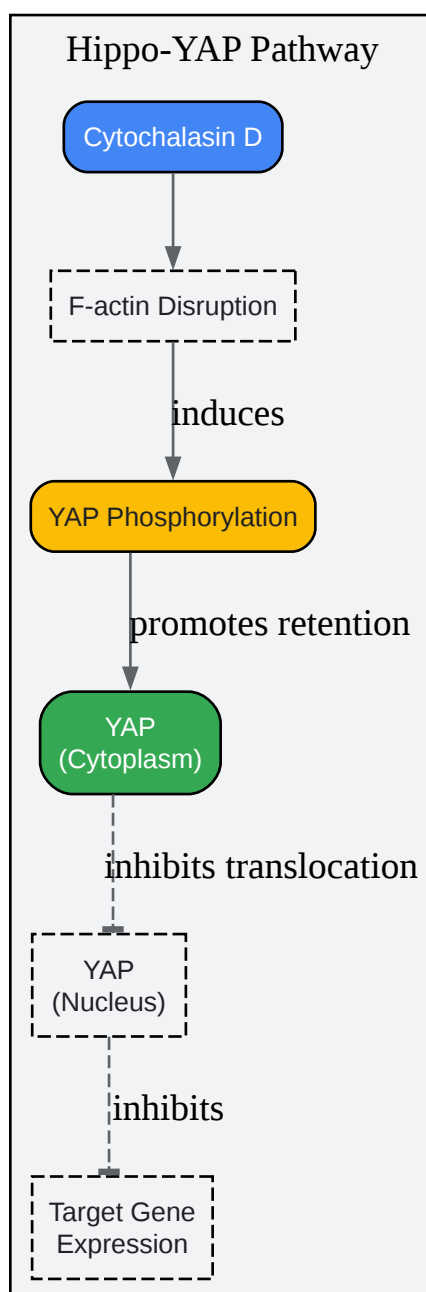 Hippo-YAP Pathway
Cytochalasin D
F-actin Disruption
induces
YAP Phosphorylation
promotes retention
YAP
(Cytoplasm)
inhibits translocation
YAP
(Nucleus)
inhibits
Target Gene
Expression